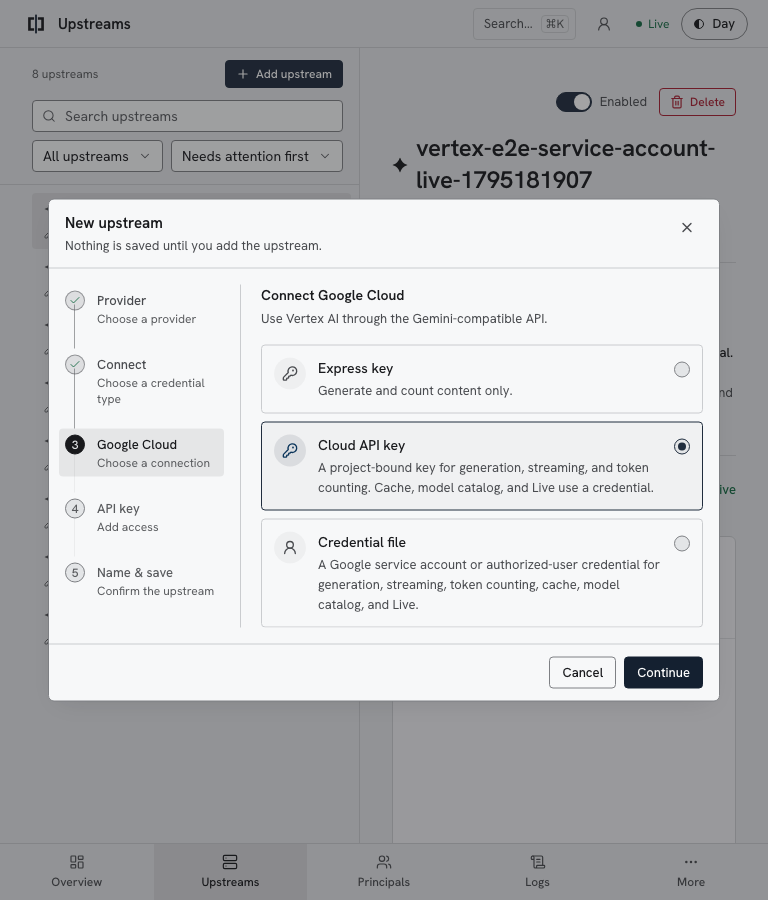 Upstreams
Search... ⌘K
Live
Day
8 upstreams
Add upstream
Search upstreams
All upstreams
Needs attention first
Enabled
Delete
vertex-e2e-service-account-
live-1795181907
New upstream
Nothing is saved until you add the upstream.
Provider
Choose a provider
Connect
Choose a credential
type
3 Google Cloud
Choose a connection
4 API key
Add access
5 Name & save
Confirm the upstream
Connect Google Cloud
Use Vertex AI through the Gemini-compatible API.
Express key
Generate and count content only.
Cloud API key
A project-bound key for generation, streaming, and token
counting. Cache, model catalog, and Live use a credential.
Credential file
A Google service account or authorized-user credential for
generation, streaming, token counting, cache, model
catalog, and Live.
Cancel
Continue
Overview
Upstreams
Principals
Logs
More